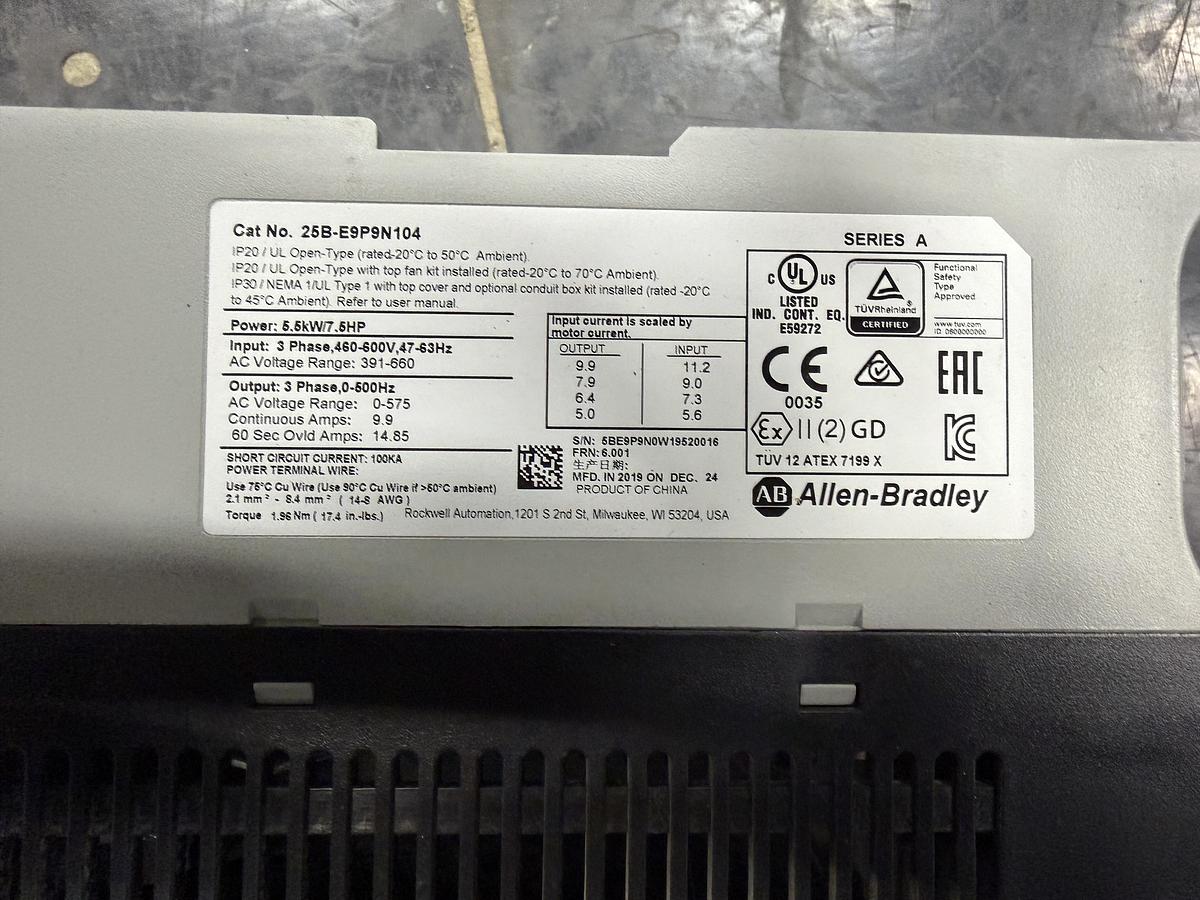 Cat No. 25B-E9P9N104
IP20 / UL Open-Type (rated-20°C to 50°C Ambient).
IP20 / UL Open-Type with top fan kit installed (rated-20°C to 70°C Ambient).
IP30 / NEMA 1/UL Type 1 with top cover and optional conduit box kit installed (rated -20°C
to 45°C Ambient). Refer to user manual.
Power: 5.5kW/7.5HP
Input: 3 Phase,460-600V,47-63Hz
AC Voltage Range: 391-660
Output: 3 Phase,0-500Hz
AC Voltage Range: 0-575
Continuous Amps: 9.9
60 Sec Ovld Amps: 14.85
SHORT CIRCUIT CURRENT: 100KA
POWER TERMINAL WIRE:
Use 75°C Cu Wire (Use 90°C Cu Wire if >50°C ambient)
2.1 mm² - 8.4 mm² ( 14-8 AWG )
Torque 1.96 Nm ( 17.4 in.-lbs.)
Input current is scaled by
motor current.
OUTPUT INPUT
9.9 11.2
7.9 9.0
6.4 7.3
5.0 5.6
S/N: 5BE9P9N0W19520016
FRN: 6.001
生产日期:
MFD. IN 2019 ON DEC. 24
PRODUCT OF CHINA
Rockwell Automation,1201 S 2nd St, Milwaukee, WI 53204, USA
SERIES A
C UL US
LISTED
IND. CONT. EQ.
E59272
TÜVRheinland
CERTIFIED
Functional
Safety
Type
Approved
www.tuv.com
ID 0600000000
CE
0035
EAC
Ex II (2) GD
KC
TÜV 12 ATEX 7199 X
AB Allen-Bradley